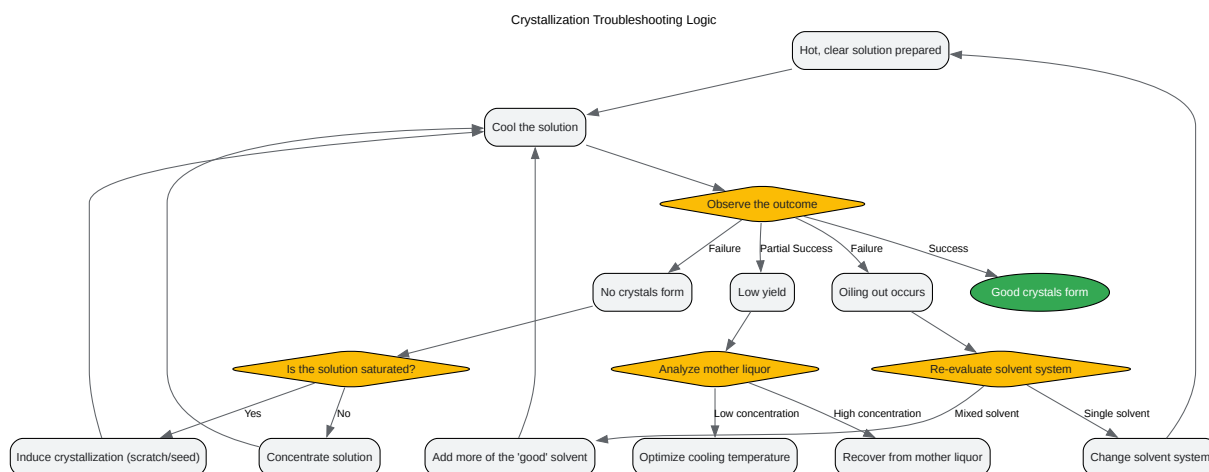 Crystallization Troubleshooting Logic
Hot, clear solution prepared
Cool the solution
Observe the outcome
Failure
Partial Success
Failure
Success
No crystals form
Low yield
Oiling out occurs
Good crystals form
Is the solution saturated?
Analyze mother liquor
Re-evaluate solvent system
Yes
No
Low concentration
High concentration
Mixed solvent
Single solvent
Induce crystallization (scratch/seed)
Concentrate solution
Add more of the 'good' solvent
Optimize cooling temperature
Recover from mother liquor
Change solvent system